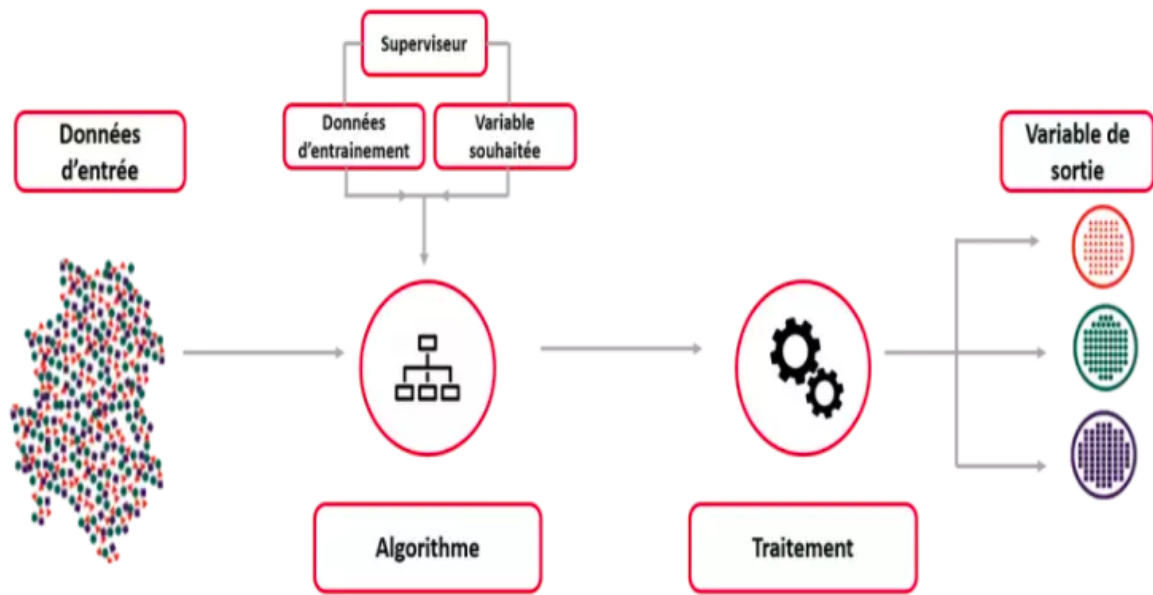 Superviseur
Données
d'entrée
Données
d'entrainement
Variable
souhaitée
Variable de
sortie
Algorithme
Traitement